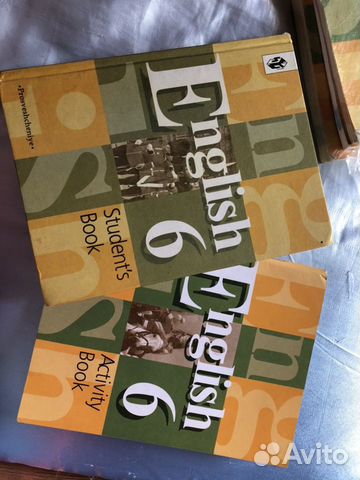 •Prosveshcheniye•
English
6
Student's
Book
English
6
Activity
Book
Avito